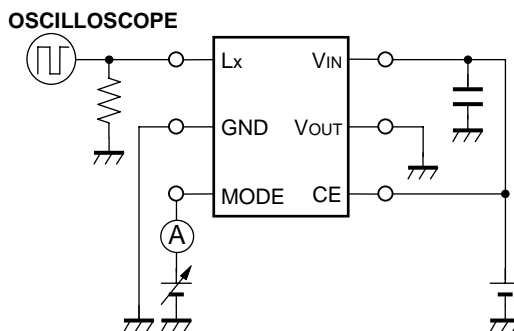 OSCILLOSCOPE
Lx
VIN
GND
VOUT
MODE
CE
A